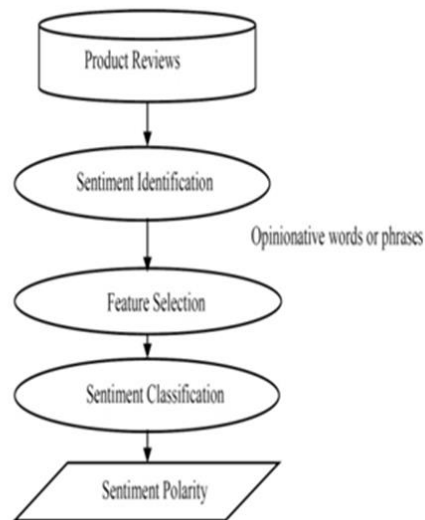 Product Reviews
Sentiment Identification
Opinionative words or phrases
Feature Selection
Sentiment Classification
Sentiment Polarity